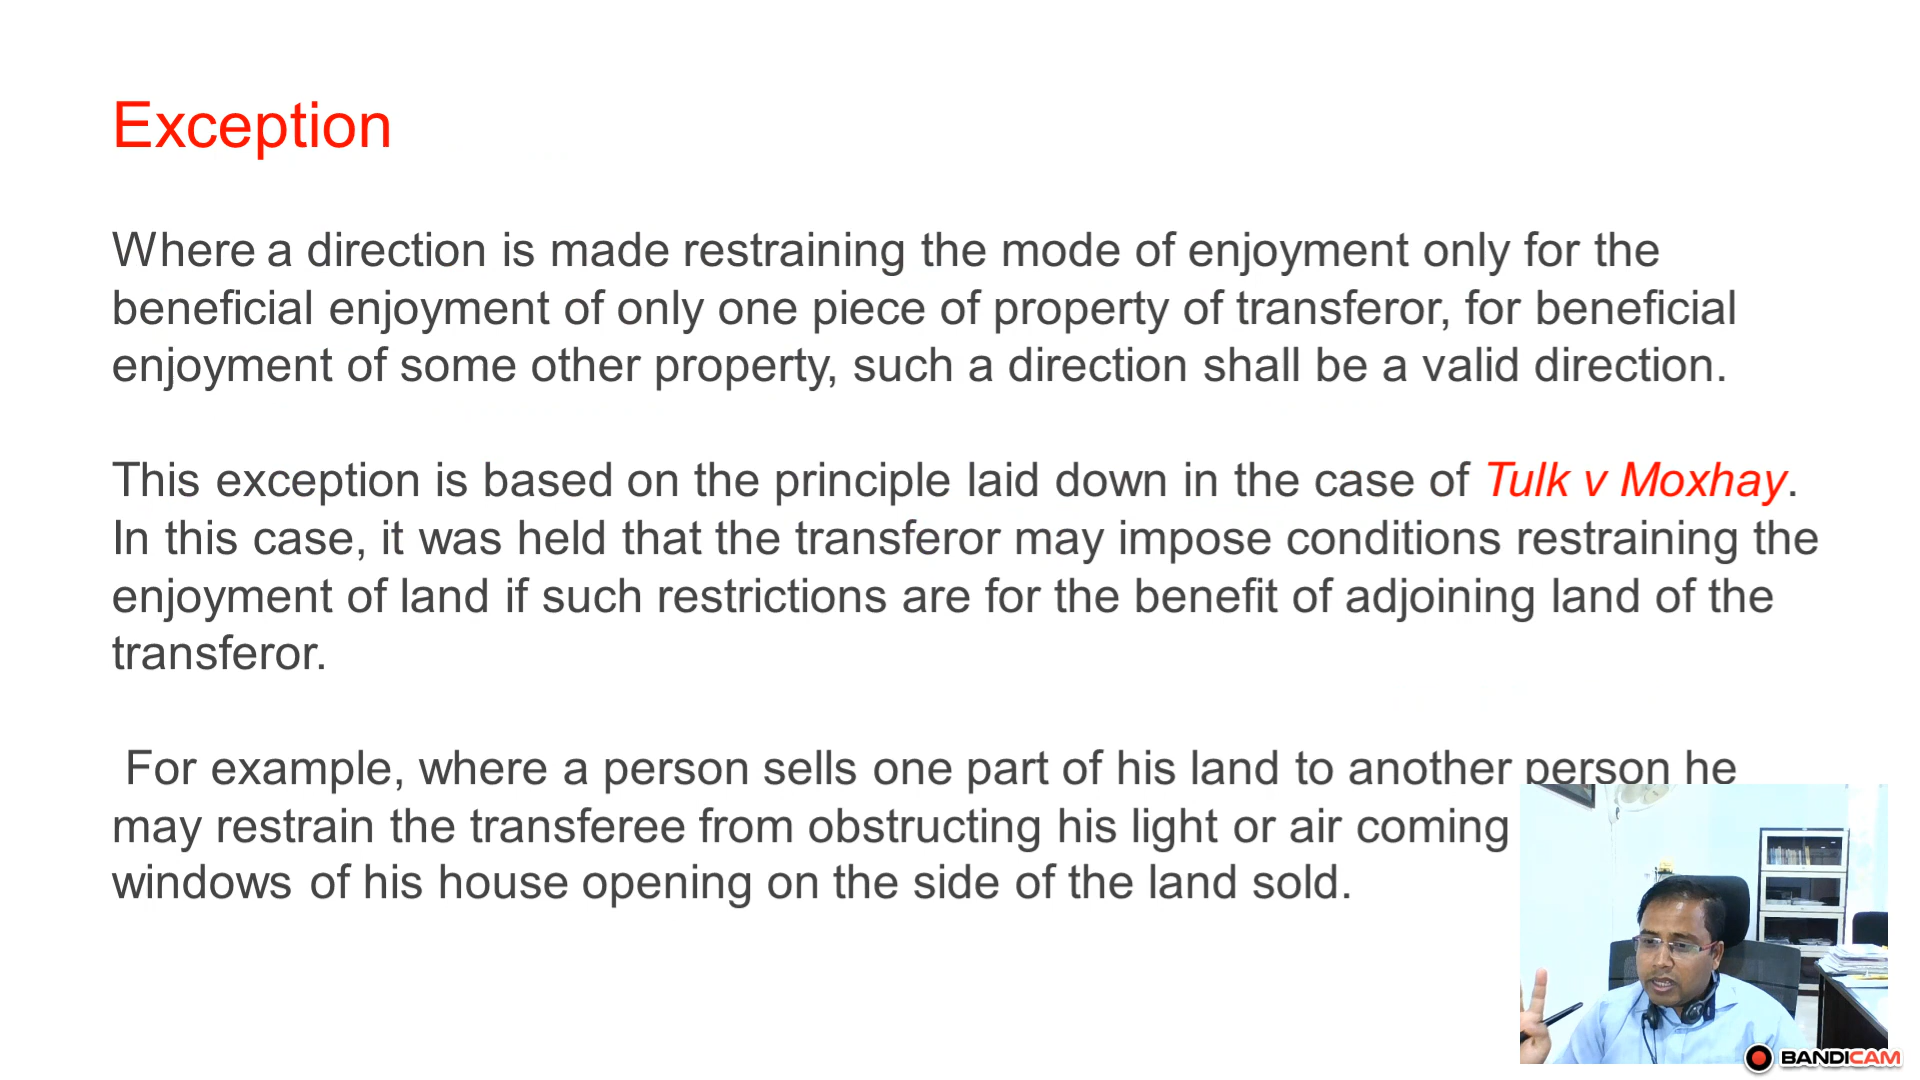 Exception
Where a direction is made restraining the mode of enjoyment only for the
beneficial enjoyment of only one piece of property of transferor, for beneficial
enjoyment of some other property, such a direction shall be a valid direction.
This exception is based on the principle laid down in the case of Tulk v Moxhay.
In this case, it was held that the transferor may impose conditions restraining the
enjoyment of land if such restrictions are for the benefit of adjoining land of the
transferor.
For example, where a person sells one part of his land to another person he
may restrain the transferee from obstructing his light or air coming
windows of his house opening on the side of the land sold.
BANDICAM